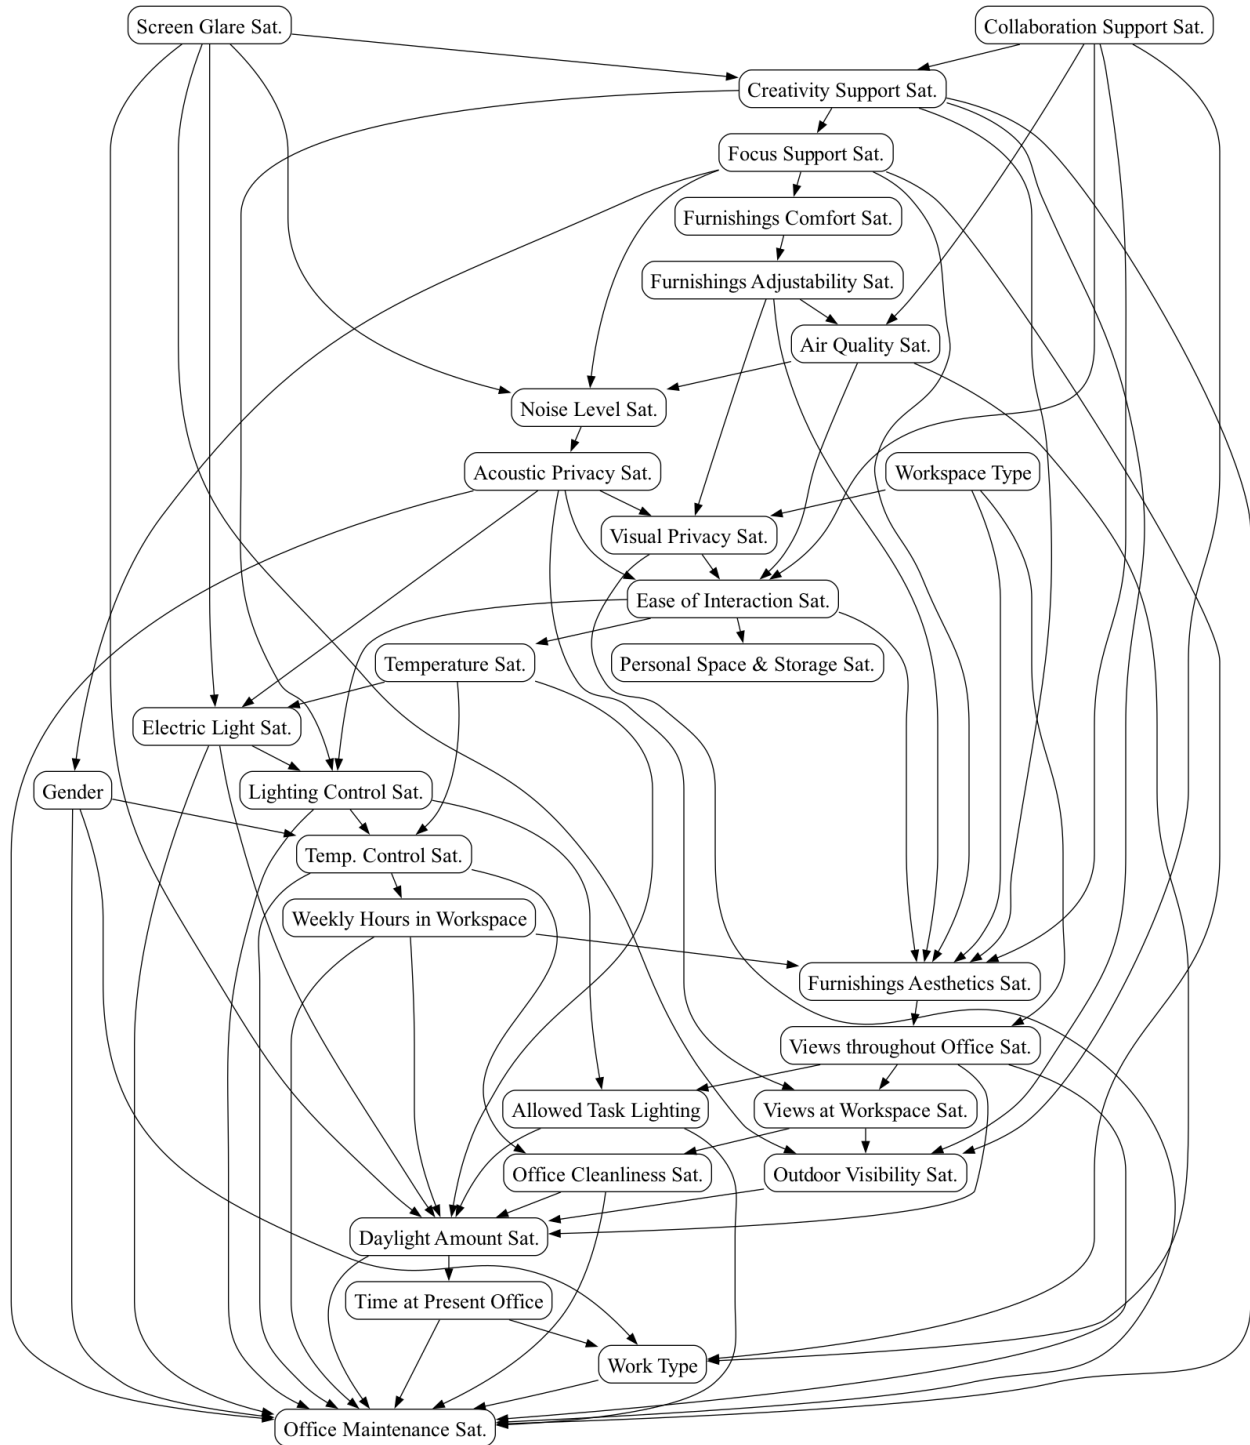 Screen Glare Sat.
Collaboration Support Sat.
Creativity Support Sat.
Focus Support Sat.
Furnishings Comfort Sat.
Furnishings Adjustability Sat.
Air Quality Sat.
Noise Level Sat.
Acoustic Privacy Sat.
Workspace Type
Visual Privacy Sat.
Ease of Interaction Sat.
Temperature Sat.
Personal Space & Storage Sat.
Electric Light Sat.
Gender
Lighting Control Sat.
Temp. Control Sat.
Weekly Hours in Workspace
Furnishings Aesthetics Sat.
Views throughout Office Sat.
Allowed Task Lighting
Views at Workspace Sat.
Office Cleanliness Sat.
Outdoor Visibility Sat.
Daylight Amount Sat.
Time at Present Office
Work Type
Office Maintenance Sat.